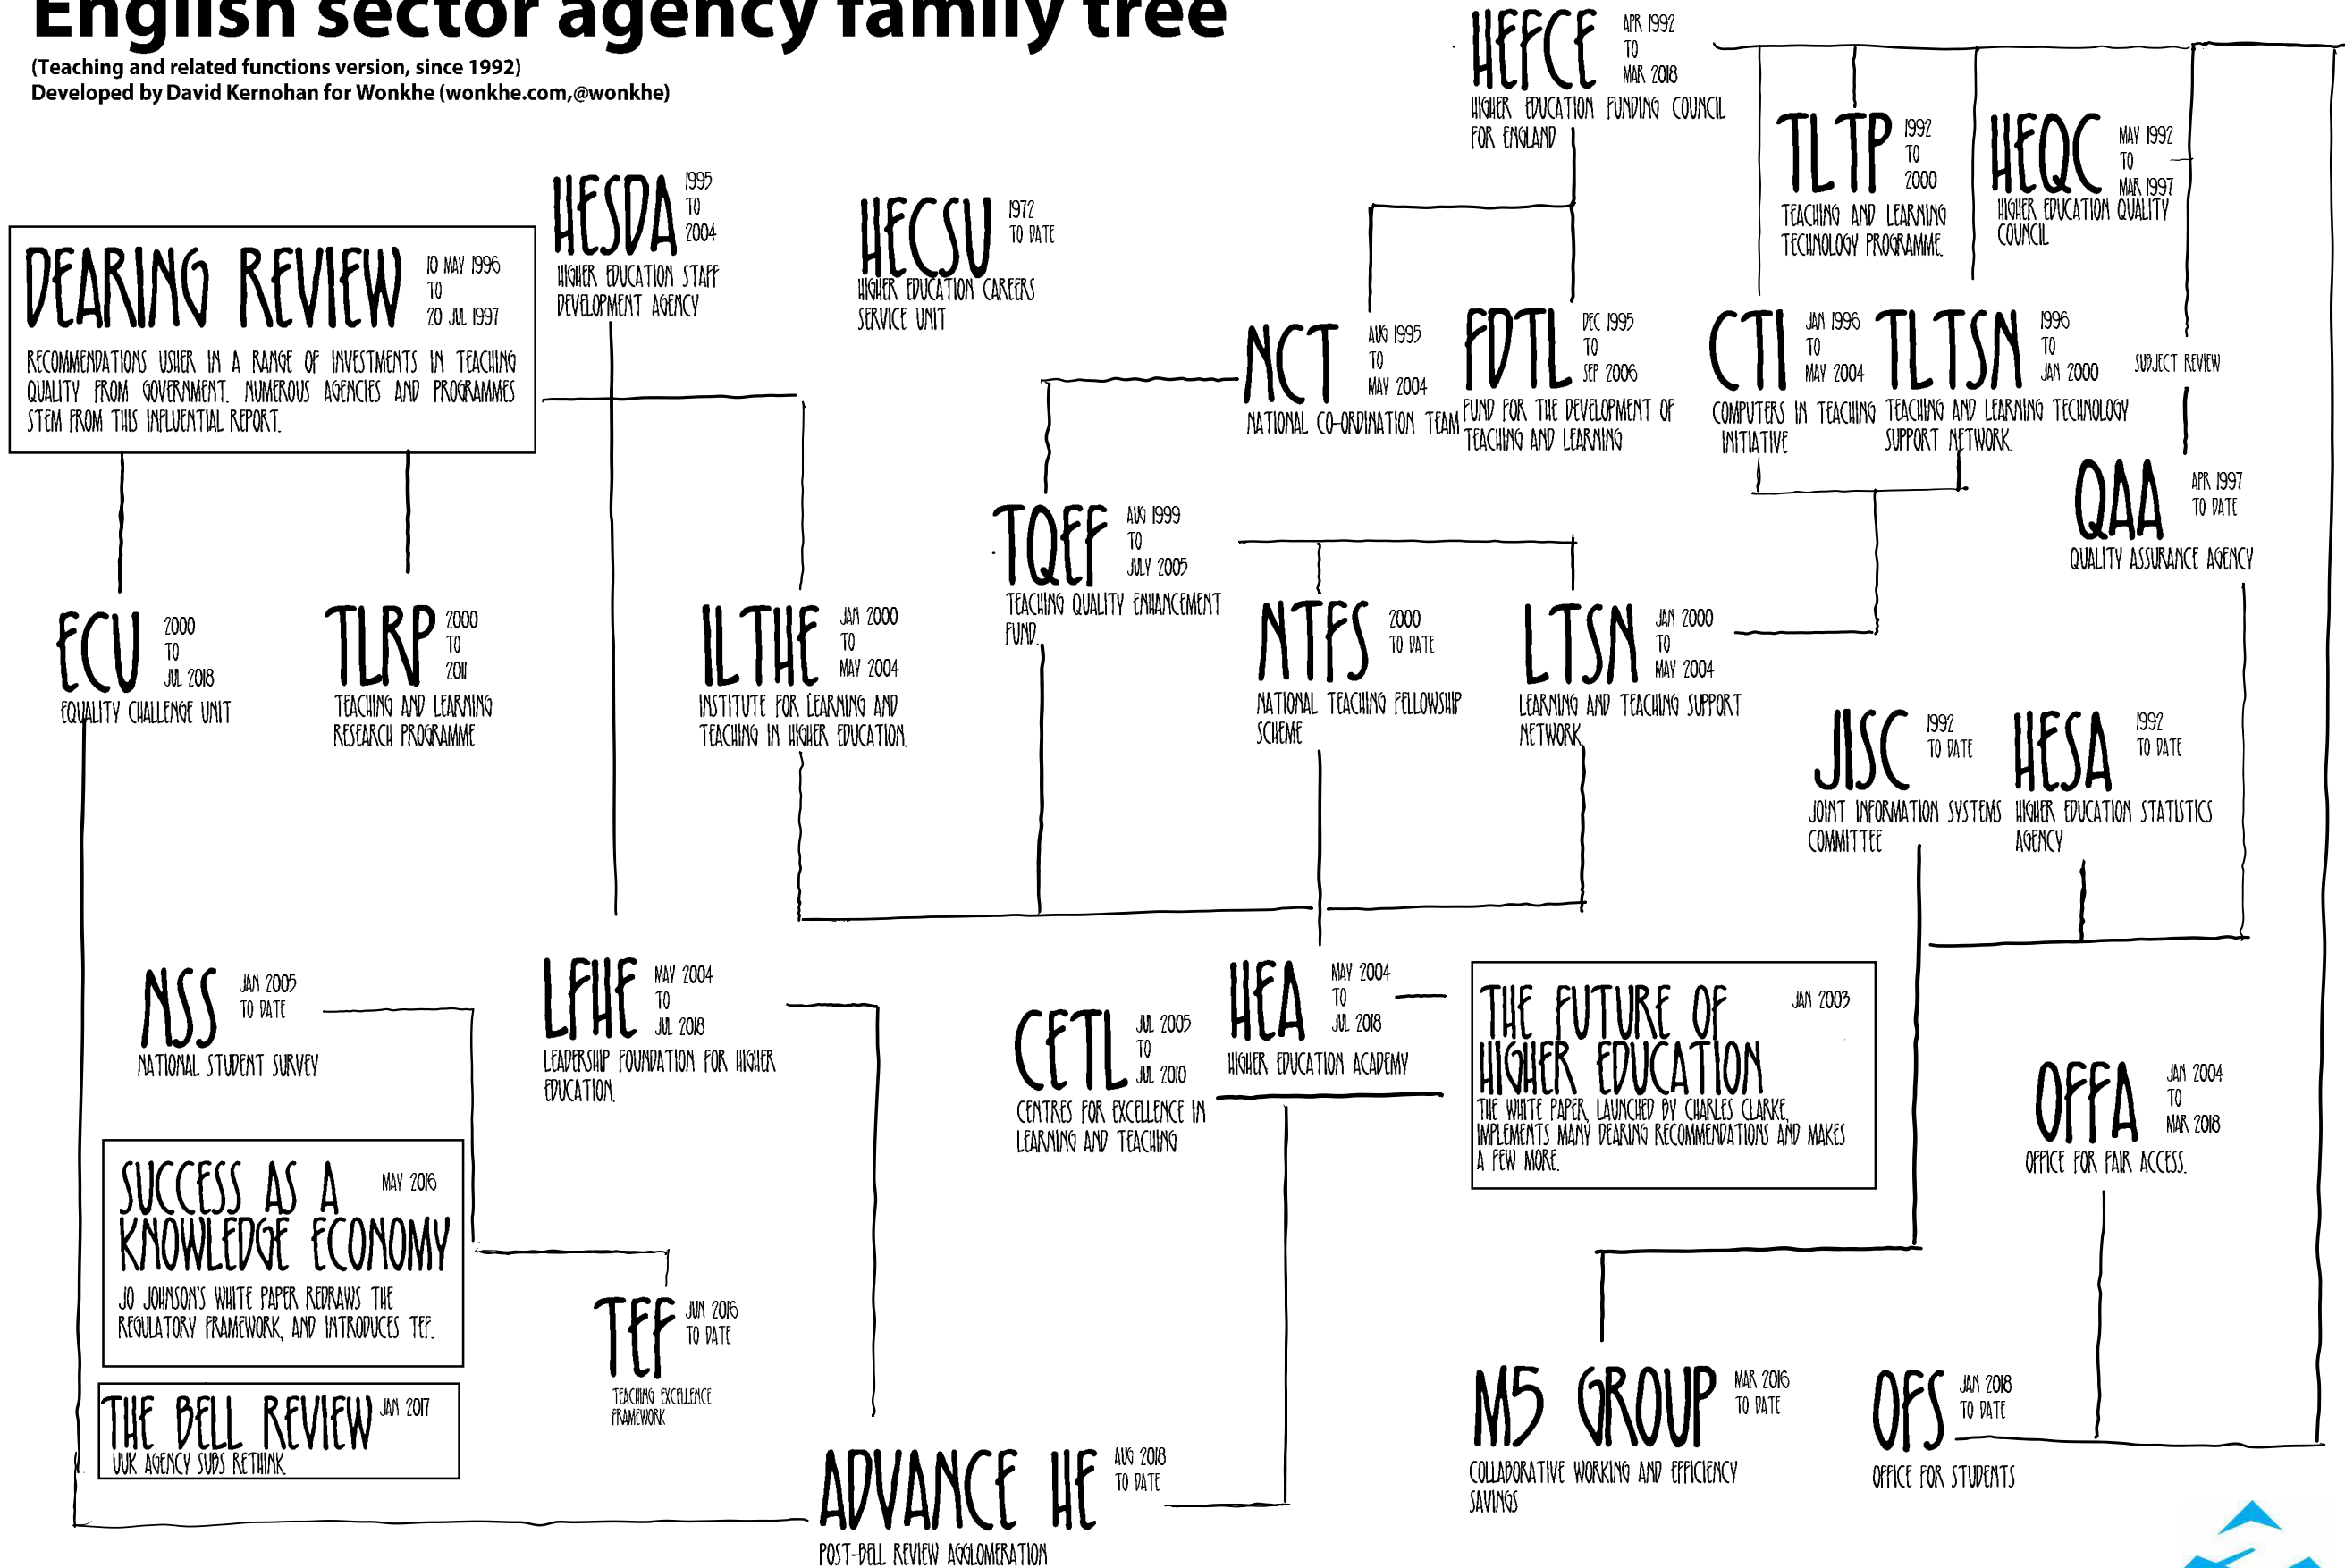 English sector agency family tree
(Teaching and related functions version, since 1992)
Developed by David Kernohan for Wonkhe (wonkhe.com,@wonkhe)
HEFCE
APR 1992
TO
MAR 2018
HIGHER EDUCATION FUNDING COUNCIL
FOR ENGLAND
TLTP
1992
TO
2000
TEACHING AND LEARNING
TECHNOLOGY PROGRAMME.
HEQC
MAY 1992
TO
MAR 1997
HIGHER EDUCATION QUALITY
COUNCIL
HESDA
1995
TO
2004
HIGHER EDUCATION STAFF
DEVELOPMENT AGENCY
HECSU
1972
TO DATE
HIGHER EDUCATION CAREERS
SERVICE UNIT
DEARING REVIEW
10 MAY 1996
TO
20 JUL 1997
RECOMMENDATIONS USHER IN A RANGE OF INVESTMENTS IN TEACHING
QUALITY FROM GOVERNMENT. NUMEROUS AGENCIES AND PROGRAMMES
STEM FROM THIS INFLUENTIAL REPORT.
NCT
AUG 1995
TO
MAY 2004
NATIONAL CO-ORDINATION TEAM
FDTL
DEC 1995
TO
SEP 2006
FUND FOR THE DEVELOPMENT OF
TEACHING AND LEARNING
CTI
JAN 1996
TO
MAY 2004
COMPUTERS IN TEACHING
INITIATIVE
TLTSN
1996
TO
JAN 2000
TEACHING AND LEARNING TECHNOLOGY
SUPPORT NETWORK.
SUBJECT REVIEW
QAA
APR 1997
TO DATE
QUALITY ASSURANCE AGENCY
TQEF
AUG 1999
TO
JULY 2005
TEACHING QUALITY ENHANCEMENT
FUND.
ECU
2000
TO
JUL 2018
EQUALITY CHALLENGE UNIT
TLRP
2000
TO
2011
TEACHING AND LEARNING
RESEARCH PROGRAMME
ILTHE
JAN 2000
TO
MAY 2004
INSTITUTE FOR LEARNING AND
TEACHING IN HIGHER EDUCATION.
NTFS
2000
TO DATE
NATIONAL TEACHING FELLOWSHIP
SCHEME
LTSN
JAN 2000
TO
MAY 2004
LEARNING AND TEACHING SUPPORT
NETWORK
JISC
1992
TO DATE
JOINT INFORMATION SYSTEMS
COMMITTEE
HESA
1992
TO DATE
HIGHER EDUCATION STATISTICS
AGENCY
NSS
JAN 2005
TO DATE
NATIONAL STUDENT SURVEY
LFHE
MAY 2004
TO
JUL 2018
LEADERSHIP FOUNDATION FOR HIGHER
EDUCATION.
CETL
JUL 2005
TO
JUL 2010
CENTRES FOR EXCELLENCE IN
LEARNING AND TEACHING
HEA
MAY 2004
TO
JUL 2018
HIGHER EDUCATION ACADEMY
THE FUTURE OF
HIGHER EDUCATION
JAN 2003
THE WHITE PAPER, LAUNCHED BY CHARLES CLARKE,
IMPLEMENTS MANY DEARING RECOMMENDATIONS AND MAKES
A FEW MORE.
OFFA
JAN 2004
TO
MAR 2018
OFFICE FOR FAIR ACCESS.
SUCCESS AS A
KNOWLEDGE ECONOMY
MAY 2016
JO JOHNSON'S WHITE PAPER REDRAWS THE
REGULATORY FRAMEWORK, AND INTRODUCES TEF.
TEF
JUN 2016
TO DATE
TEACHING EXCELLENCE
FRAMEWORK
THE BELL REVIEW
JAN 2017
UUK AGENCY SUBS RETHINK
M5 GROUP
MAR 2016
TO DATE
COLLABORATIVE WORKING AND EFFICIENCY
SAVINGS
OFS
JAN 2018
TO DATE
OFFICE FOR STUDENTS
ADVANCE HE
AUG 2018
TO DATE
POST-BELL REVIEW AGGLOMERATION